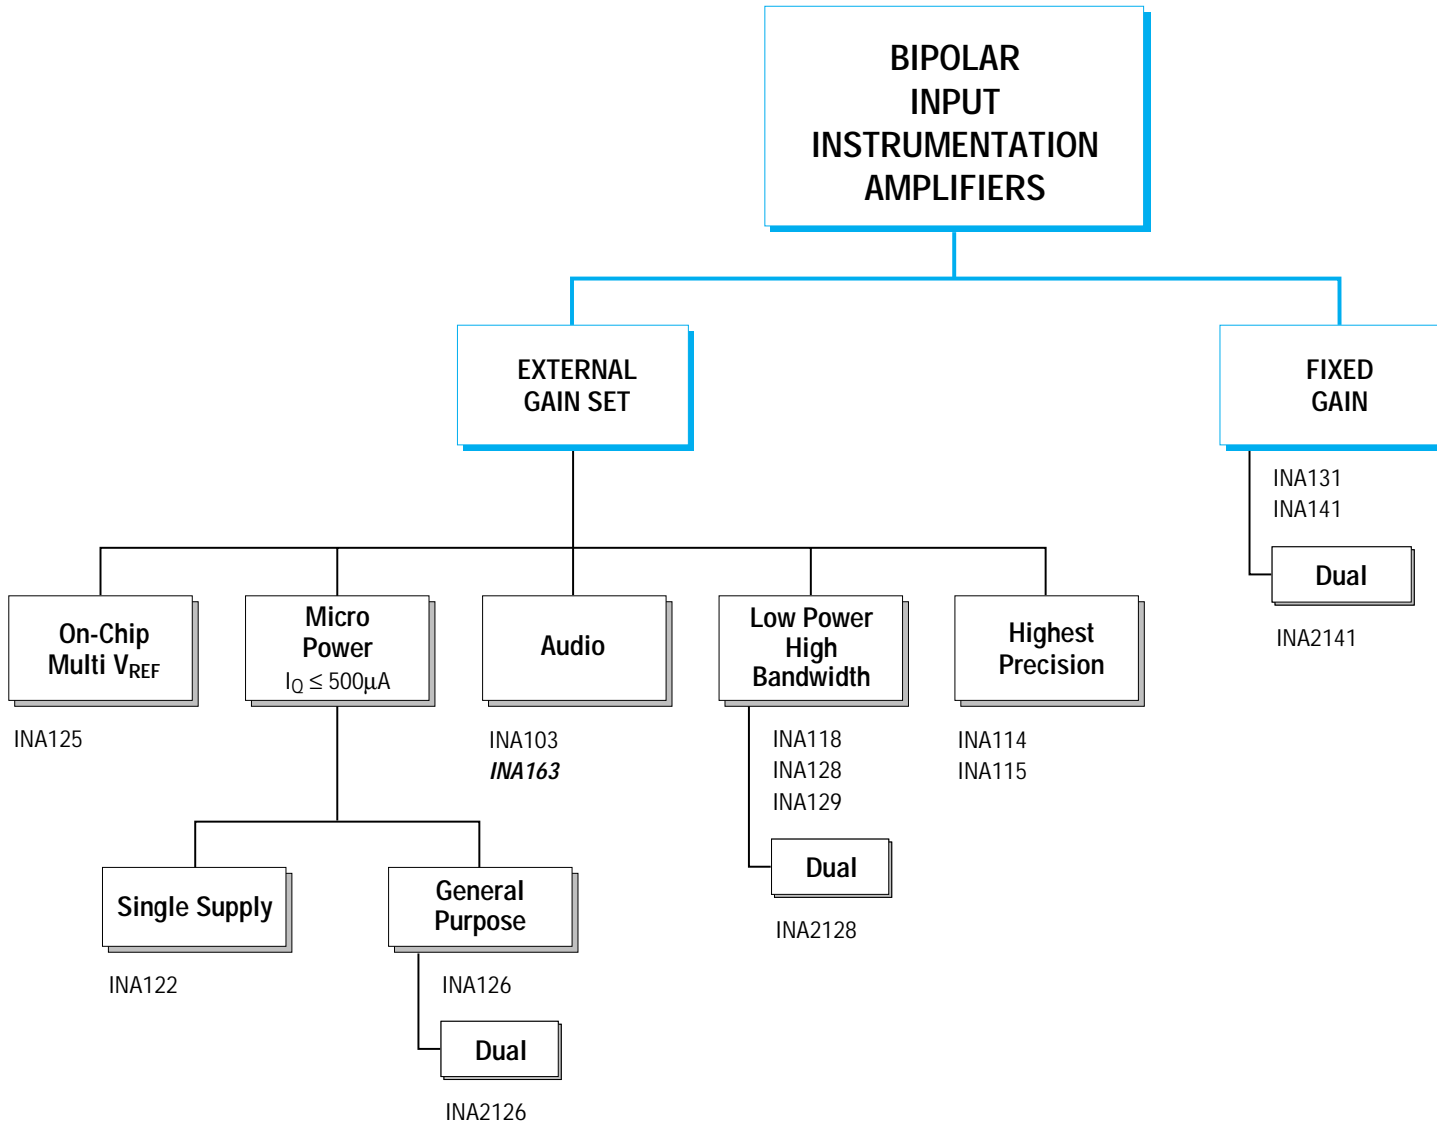 BIPOLAR
INPUT
INSTRUMENTATION
AMPLIFIERS
EXTERNAL
GAIN SET
FIXED
GAIN
INA131
INA141
Dual
INA2141
On-Chip
Multi VREF
INA125
Micro
Power
IQ ≤ 500µA
Single Supply
INA122
General
Purpose
INA126
Dual
INA2126
Audio
INA103
INA163
Low Power
High
Bandwidth
INA118
INA128
INA129
Dual
INA2128
Highest
Precision
INA114
INA115